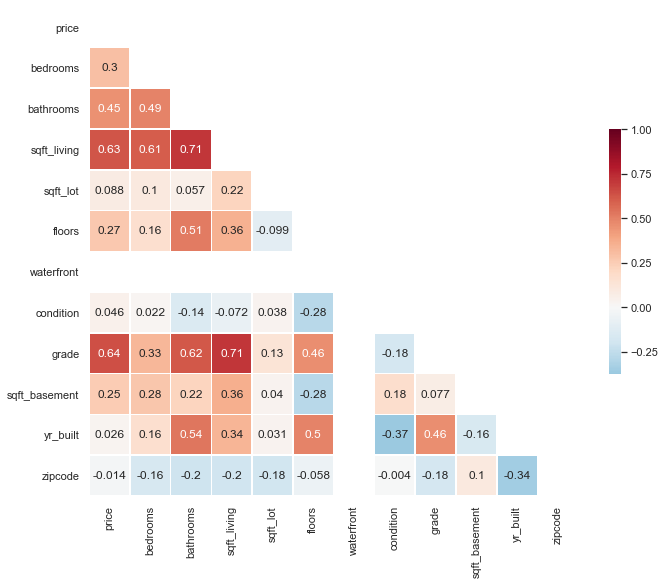 price
bedrooms 0.3
bathrooms 0.45 0.49
sqft_living 0.63 0.61 0.71
sqft_lot 0.088 0.1 0.057 0.22
floors 0.27 0.16 0.51 0.36 -0.099
waterfront
condition 0.046 0.022 -0.14 -0.072 0.038 -0.28
grade 0.64 0.33 0.62 0.71 0.13 0.46 -0.18
sqft_basement 0.25 0.28 0.22 0.36 0.04 -0.28 0.18 0.077
yr_built 0.026 0.16 0.54 0.34 0.031 0.5 -0.37 0.46 -0.16
zipcode -0.014 -0.16 -0.2 -0.2 -0.18 -0.058 -0.004 -0.18 0.1 -0.34
price
bedrooms
bathrooms
sqft_living
sqft_lot
floors
waterfront
condition
grade
sqft_basement
yr_built
zipcode
1.00
0.75
0.50
0.25
0.00
-0.25